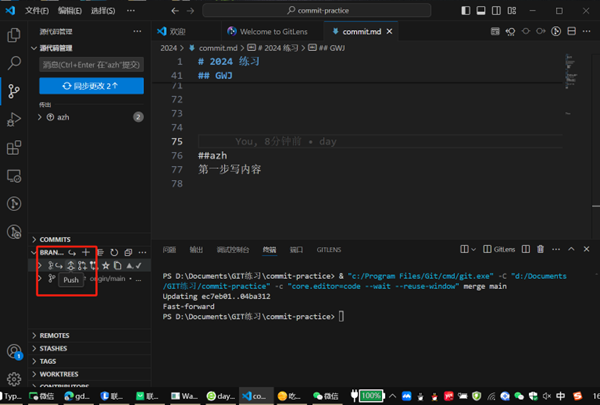 文件(F) 编辑(E) ··· commit-practice
源代码管理 欢迎 Welcome to GitLens commit.md
2024 > commit.md > # 2024 练习 > ## GWJ
源代码管理
1 # 2024 练习
消息(Ctrl+Enter 在"azh"提交)
41 ## GWJ
71
同步更改 2↑
72
传出
73
azh 2
74
You, 8分钟前 • day
75
76 ##azh
77 第一步写内容
78
COMMITS
BRAN...
问题 输出 调试控制台 终端 端口 GITLENS GitLens
Push
origin/main • ...
PS D:\Documents\GIT练习\commit-practice> & "c:/Program Files/Git/cmd/git.exe" -C "d:/Documents
/GIT练习/commit-practice" -c "core.editor=code --wait --reuse-window" merge main
Updating ec7eb01..04ba312
Fast-forward
PS D:\Documents\GIT练习\commit-practice>
REMOTES
STASHES
TAGS
WORKTREES
CONTRIBUTORS
1
Typ 微信 gd... 联... 联... Wa... day... co... 吃... 微信 100% 中 16